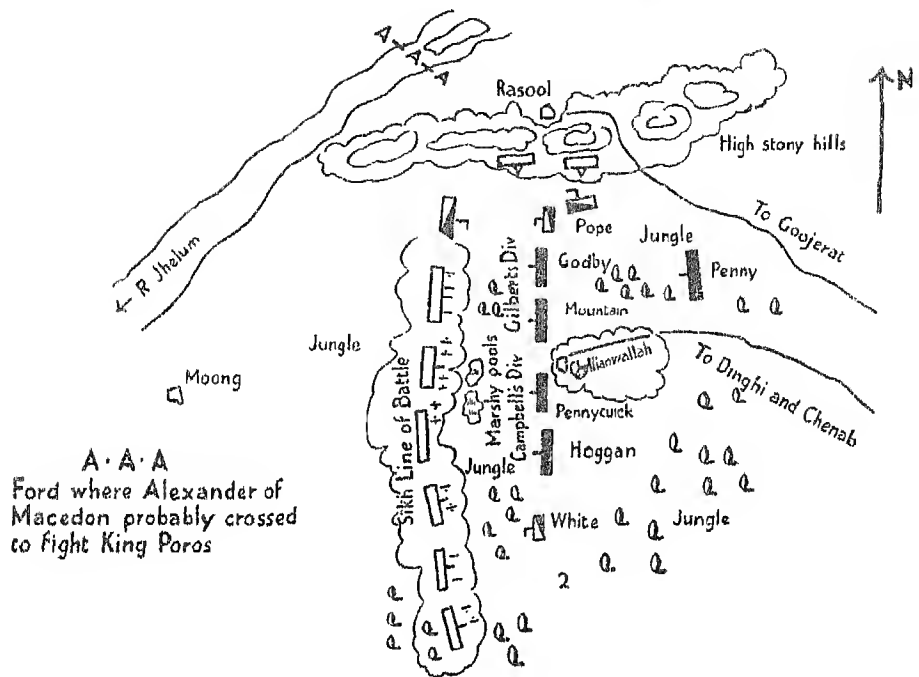 A-A-A
N
Rasool
High stony hills
To Goojerat
Pope
Jungle
Godby
Penny
Gilberts Div
Mountain
← R Jhelum
Jungle
Moong
Sikh Line of Battle
Marshy pools
Campbell's Div
To Dinghi and Chenab
Pennycuick
Hoggan
Jungle
White
Jungle
2
A·A·A
Ford where Alexander of
Macedon probably crossed
to fight King Poros